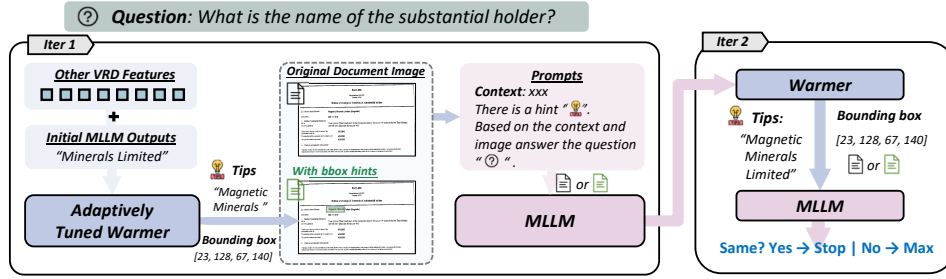 Question: What is the name of the substantial holder?
Iter 1
Other VRD Features
+
Initial MLLM Outputs
"Minerals Limited"
Adaptively
Tuned Warmer
Tips
"Magnetic
Minerals "
Bounding box
[23, 128, 67, 140]
Original Document Image
With bbox hints
Prompts
Context: xxx
There is a hint " ".
Based on the context and
image answer the question
" ? " .
or
MLLM
Iter 2
Warmer
Tips:
"Magnetic
Minerals
Limited"
Bounding box
[23, 128, 67, 140]
or
MLLM
Same? Yes → Stop | No → Max